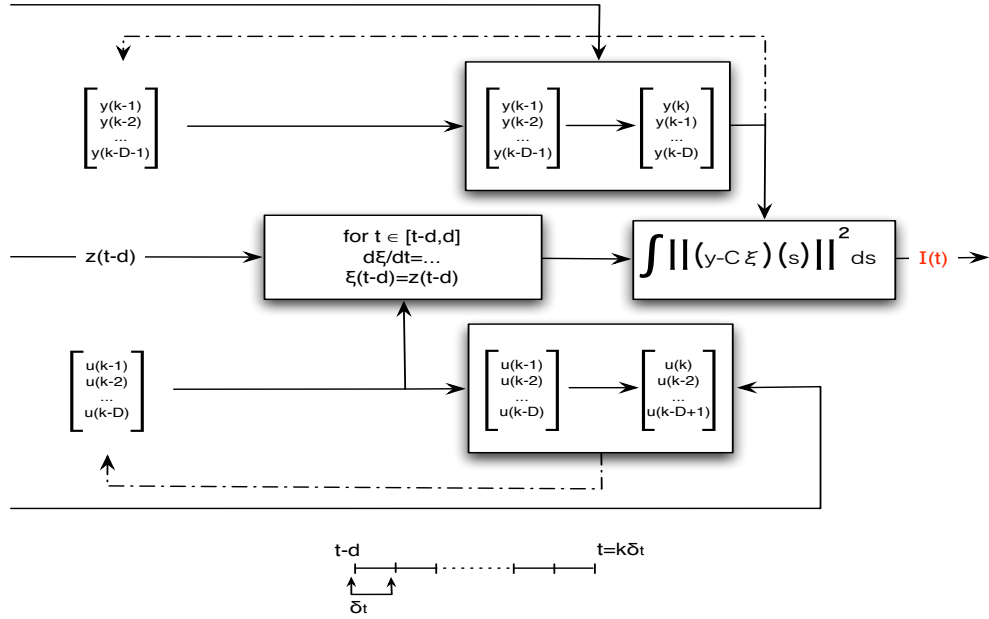 y(k-1)
y(k-2)
...
y(k-D-1)
y(k-1)
y(k-2)
...
y(k-D-1)
y(k)
y(k-1)
...
y(k-D)
z(t-d)
for t ∈ [t-d,d]
dξ/dt=...
ξ(t-d)=z(t-d)
∫||(y-Cξ)(s)||² ds
I(t)
u(k-1)
u(k-2)
...
u(k-D)
u(k-1)
u(k-2)
...
u(k-D)
u(k)
u(k-2)
...
u(k-D+1)
t-d
t=kδt
δt